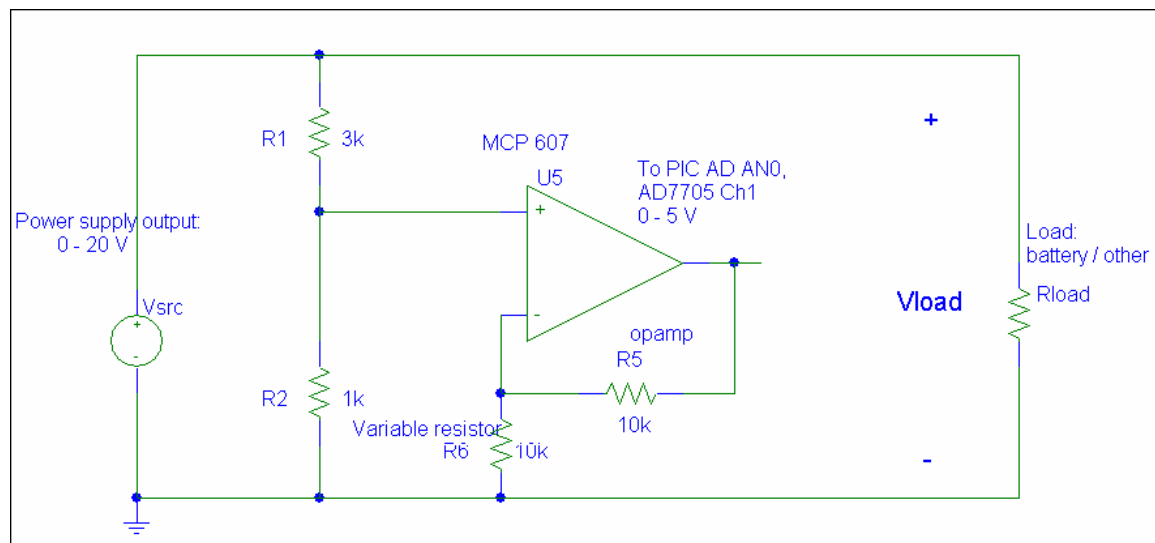 R1
3k
MCP 607
U5
+
To PIC AD AN0,
AD7705 Ch1
0 - 5 V
+
Power supply output:
0 - 20 V
Vsrc
+
-
-
opamp
R5
10k
Vload
Load:
battery / other
Rload
R2
1k
Variable resistor
R6
10k
-